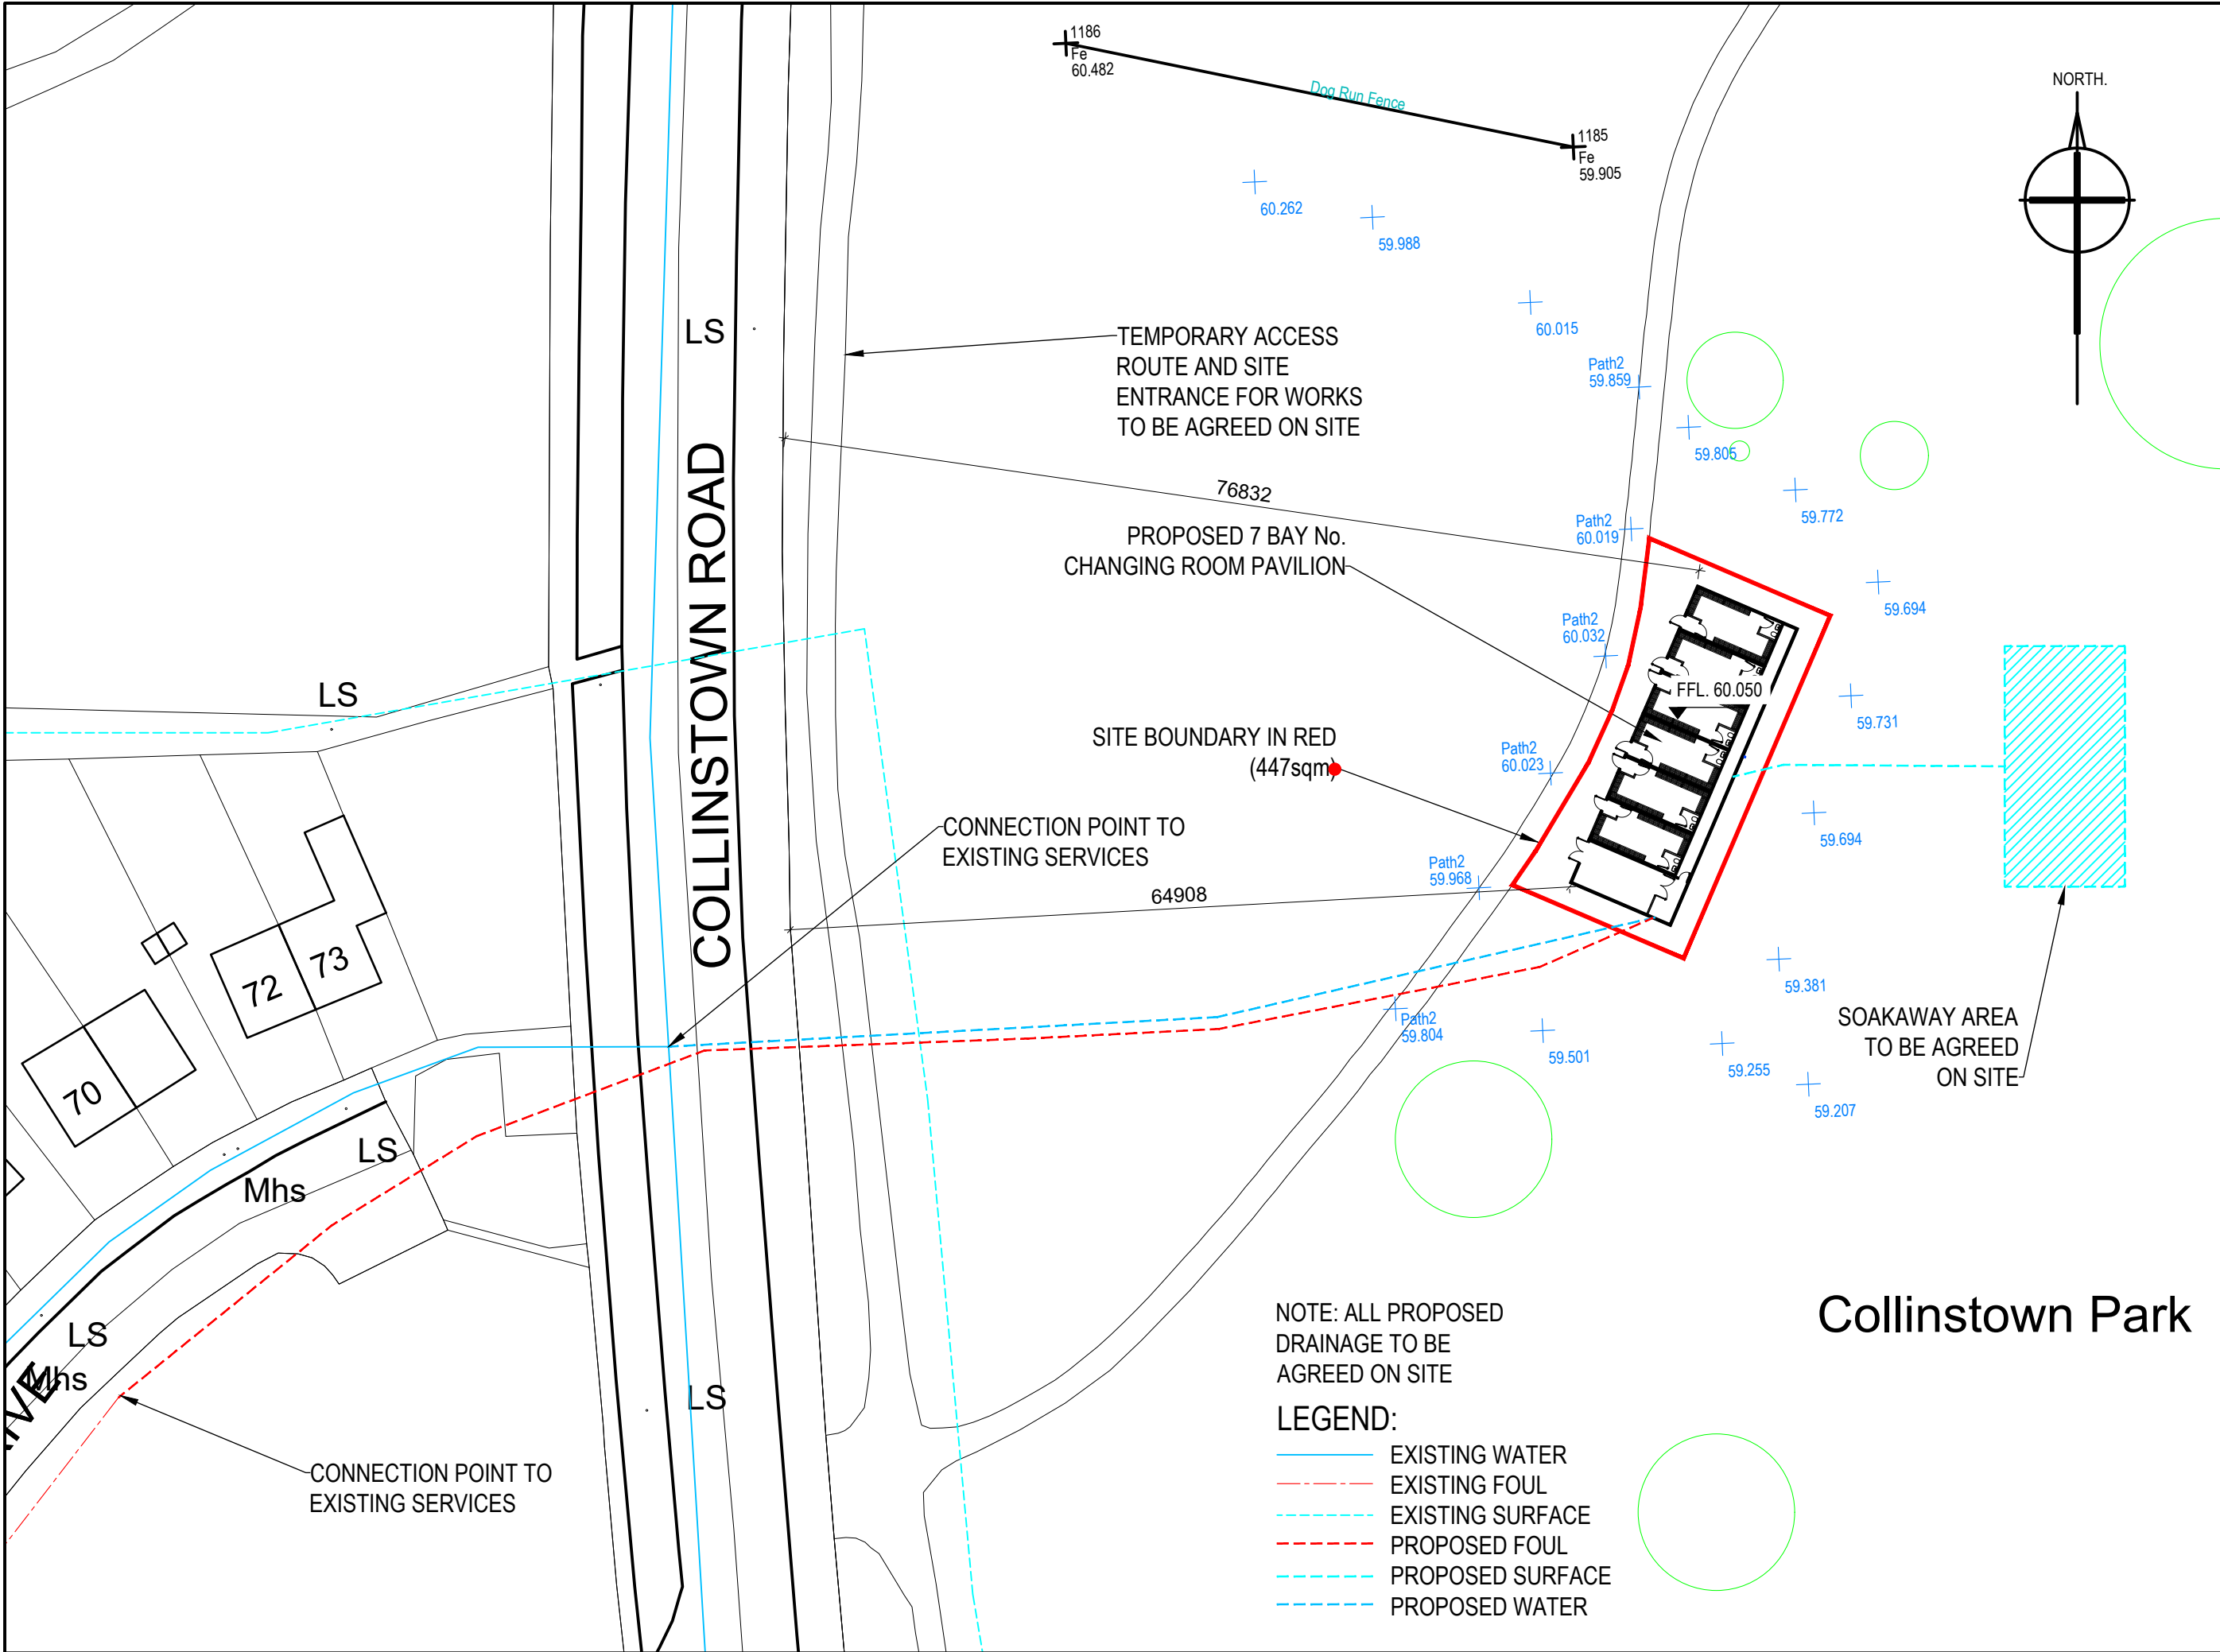 1186
Fe
60.482
Dog Run Fence
1185
Fe
59.905
NORTH.
60.262
59.988
60.015
LS
TEMPORARY ACCESS
ROUTE AND SITE
ENTRANCE FOR WORKS
TO BE AGREED ON SITE
Path2
59.859
59.805
59.772
76832
Path2
60.019
PROPOSED 7 BAY No.
CHANGING ROOM PAVILION
59.694
Path2
60.032
COLLINSTOWN ROAD
LS
FFL. 60.050
59.731
SITE BOUNDARY IN RED
(447sqm)
Path2
60.023
59.694
CONNECTION POINT TO
EXISTING SERVICES
Path2
59.968
64908
72
73
70
59.381
Path2
59.804
59.501
59.255
59.207
SOAKAWAY AREA
TO BE AGREED
ON SITE
LS
Mhs
LS
Mhs
IVE
LS
CONNECTION POINT TO
EXISTING SERVICES
Collinstown Park
NOTE: ALL PROPOSED
DRAINAGE TO BE
AGREED ON SITE
LEGEND:
EXISTING WATER
EXISTING FOUL
EXISTING SURFACE
PROPOSED FOUL
PROPOSED SURFACE
PROPOSED WATER